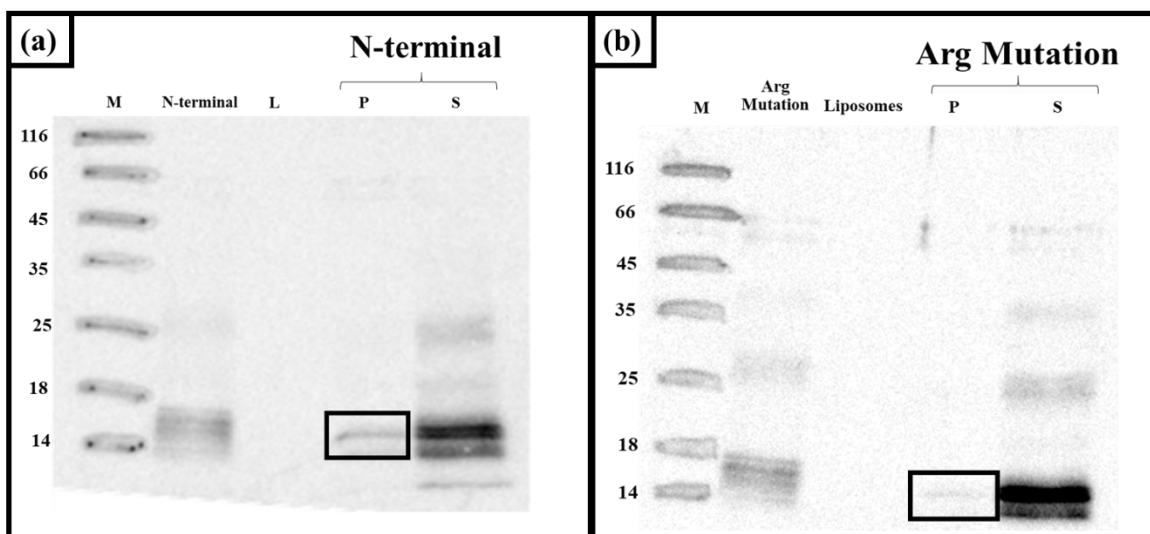 (a)
N-terminal
M N-terminal L P S
116
66
45
35
25
18
14
(b)
Arg Mutation
M Arg Mutation Liposomes P S
116
66
45
35
25
18
14